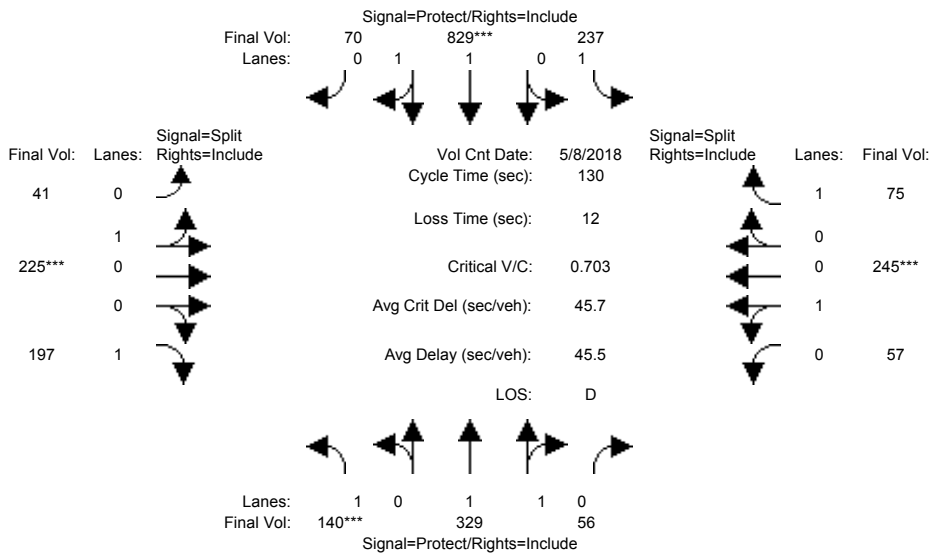 Signal=Protect/Rights=Include
Final Vol: 70 829*** 237
Lanes: 0 1 1 0 1
Signal=Split
Final Vol: Lanes: Rights=Include
Vol Cnt Date: 5/8/2018
Signal=Split
Rights=Include Lanes: Final Vol:
Cycle Time (sec): 130
41 0
1 75
Loss Time (sec): 12
1
0
225*** 0
Critical V/C: 0.703
0 245***
0
Avg Crit Del (sec/veh): 45.7
1
197 1
Avg Delay (sec/veh): 45.5
0 57
LOS: D
Lanes: 1 0 1 1 0
Final Vol: 140*** 329 56
Signal=Protect/Rights=Include